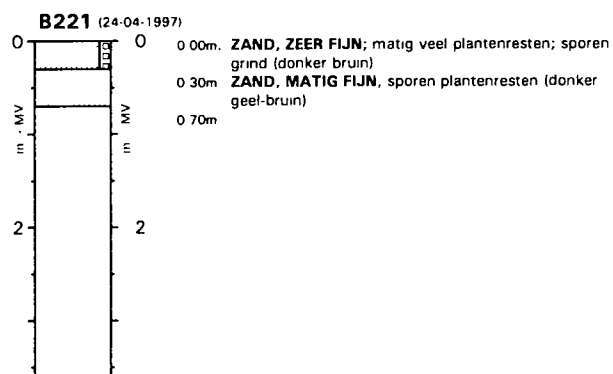 B221 (24-04-1997)
0 0 0 00m. ZAND, ZEER FIJN; matig veel plantenresten; sporen
grind (donker bruin)
0 30m ZAND, MATIG FIJN, sporen plantenresten (donker
geel-bruin)
0 70m
m - MV m - MV
2 2